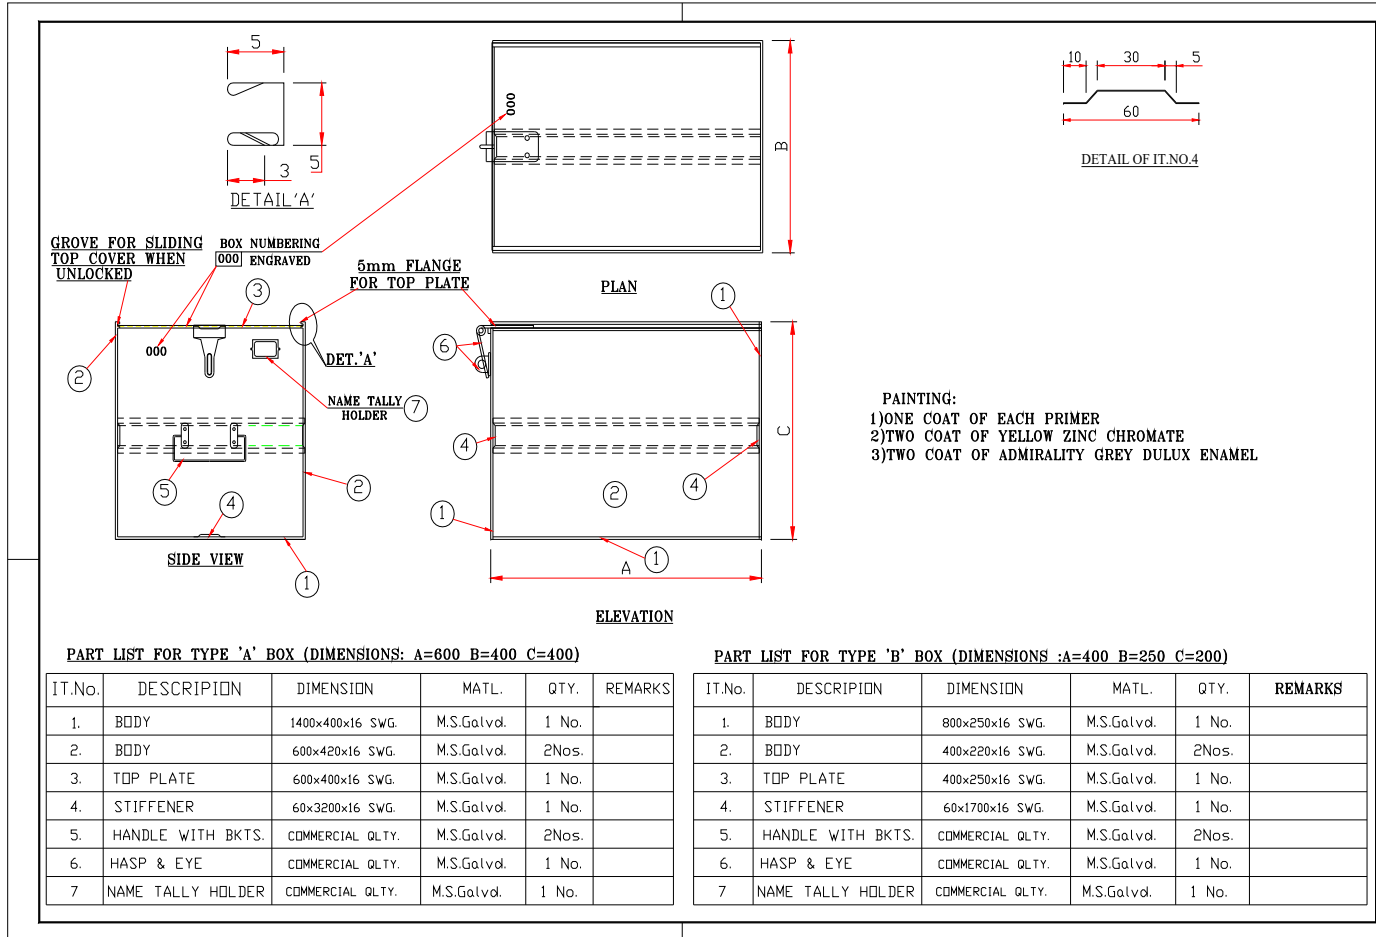 5
5
3
DETAIL'A'
000
B
PLAN
10 30 5
60
DETAIL OF IT.NO.4
GROVE FOR SLIDING
TOP COVER WHEN
UNLOCKED
BOX NUMBERING
000 ENGRAVED
5mm FLANGE
FOR TOP PLATE
3
1
2
000
6
DET.'A'
NAME TALLY
HOLDER
7
4
C
5
2
4
2
4
1
SIDE VIEW
1
1
A
ELEVATION
PAINTING:
1)ONE COAT OF EACH PRIMER
2)TWO COAT OF YELLOW ZINC CHROMATE
3)TWO COAT OF ADMIRALITY GREY DULUX ENAMEL
PART LIST FOR TYPE 'A' BOX (DIMENSIONS: A=600 B=400 C=400)
IT.No. DESCRIPION DIMENSION MATL. QTY. REMARKS
1. BODY 1400x400x16 SWG. M.S.Galvd. 1 No.
2. BODY 600x420x16 SWG. M.S.Galvd. 2Nos.
3. TOP PLATE 600x400x16 SWG. M.S.Galvd. 1 No.
4. STIFFENER 60x3200x16 SWG. M.S.Galvd. 1 No.
5. HANDLE WITH BKTS. COMMERCIAL QLTY. M.S.Galvd. 2Nos.
6. HASP & EYE COMMERCIAL QLTY. M.S.Galvd. 1 No.
7 NAME TALLY HOLDER COMMERCIAL QLTY. M.S.Galvd. 1 No.
PART LIST FOR TYPE 'B' BOX (DIMENSIONS :A=400 B=250 C=200)
IT.No. DESCRIPION DIMENSION MATL. QTY. REMARKS
1. BODY 800x250x16 SWG. M.S.Galvd. 1 No.
2. BODY 400x220x16 SWG. M.S.Galvd. 2Nos.
3. TOP PLATE 400x250x16 SWG. M.S.Galvd. 1 No.
4. STIFFENER 60x1700x16 SWG. M.S.Galvd. 1 No.
5. HANDLE WITH BKTS. COMMERCIAL QLTY. M.S.Galvd. 2Nos.
6. HASP & EYE COMMERCIAL QLTY. M.S.Galvd. 1 No.
7 NAME TALLY HOLDER COMMERCIAL QLTY. M.S.Galvd. 1 No.